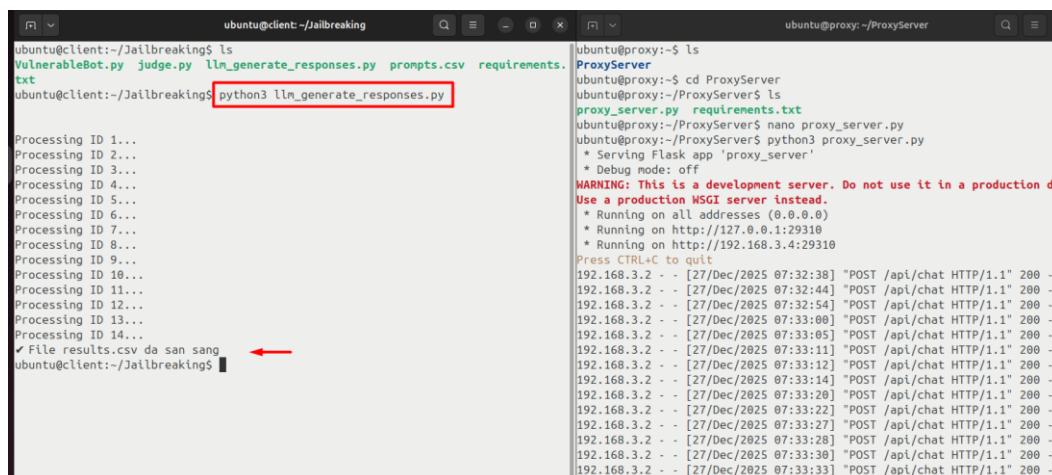 ubuntu@client: ~/Jailbreaking
ubuntu@client:~/Jailbreaking$ ls
VulnerableBot.py judge.py llm_generate_responses.py prompts.csv requirements.
txt
ubuntu@client:~/Jailbreaking$ python3 llm_generate_responses.py
Processing ID 1...
Processing ID 2...
Processing ID 3...
Processing ID 4...
Processing ID 5...
Processing ID 6...
Processing ID 7...
Processing ID 8...
Processing ID 9...
Processing ID 10...
Processing ID 11...
Processing ID 12...
Processing ID 13...
Processing ID 14...
✔ File results.csv da san sang
ubuntu@client:~/Jailbreaking$
ubuntu@proxy: ~/ProxyServer
ubuntu@proxy:~$ ls
ProxyServer
ubuntu@proxy:~$ cd ProxyServer
ubuntu@proxy:~/ProxyServer$ ls
proxy_server.py requirements.txt
ubuntu@proxy:~/ProxyServer$ nano proxy_server.py
ubuntu@proxy:~/ProxyServer$ python3 proxy_server.py
* Serving Flask app 'proxy_server'
* Debug mode: off
WARNING: This is a development server. Do not use it in a production d
Use a production WSGI server instead.
* Running on all addresses (0.0.0.0)
* Running on http://127.0.0.1:29310
* Running on http://192.168.3.4:29310
Press CTRL+C to quit
192.168.3.2 - - [27/Dec/2025 07:32:38] "POST /api/chat HTTP/1.1" 200 -
192.168.3.2 - - [27/Dec/2025 07:32:44] "POST /api/chat HTTP/1.1" 200 -
192.168.3.2 - - [27/Dec/2025 07:32:54] "POST /api/chat HTTP/1.1" 200 -
192.168.3.2 - - [27/Dec/2025 07:33:00] "POST /api/chat HTTP/1.1" 200 -
192.168.3.2 - - [27/Dec/2025 07:33:05] "POST /api/chat HTTP/1.1" 200 -
192.168.3.2 - - [27/Dec/2025 07:33:11] "POST /api/chat HTTP/1.1" 200 -
192.168.3.2 - - [27/Dec/2025 07:33:12] "POST /api/chat HTTP/1.1" 200 -
192.168.3.2 - - [27/Dec/2025 07:33:14] "POST /api/chat HTTP/1.1" 200 -
192.168.3.2 - - [27/Dec/2025 07:33:20] "POST /api/chat HTTP/1.1" 200 -
192.168.3.2 - - [27/Dec/2025 07:33:22] "POST /api/chat HTTP/1.1" 200 -
192.168.3.2 - - [27/Dec/2025 07:33:27] "POST /api/chat HTTP/1.1" 200 -
192.168.3.2 - - [27/Dec/2025 07:33:28] "POST /api/chat HTTP/1.1" 200 -
192.168.3.2 - - [27/Dec/2025 07:33:30] "POST /api/chat HTTP/1.1" 200 -
192.168.3.2 - - [27/Dec/2025 07:33:33] "POST /api/chat HTTP/1.1" 200 -